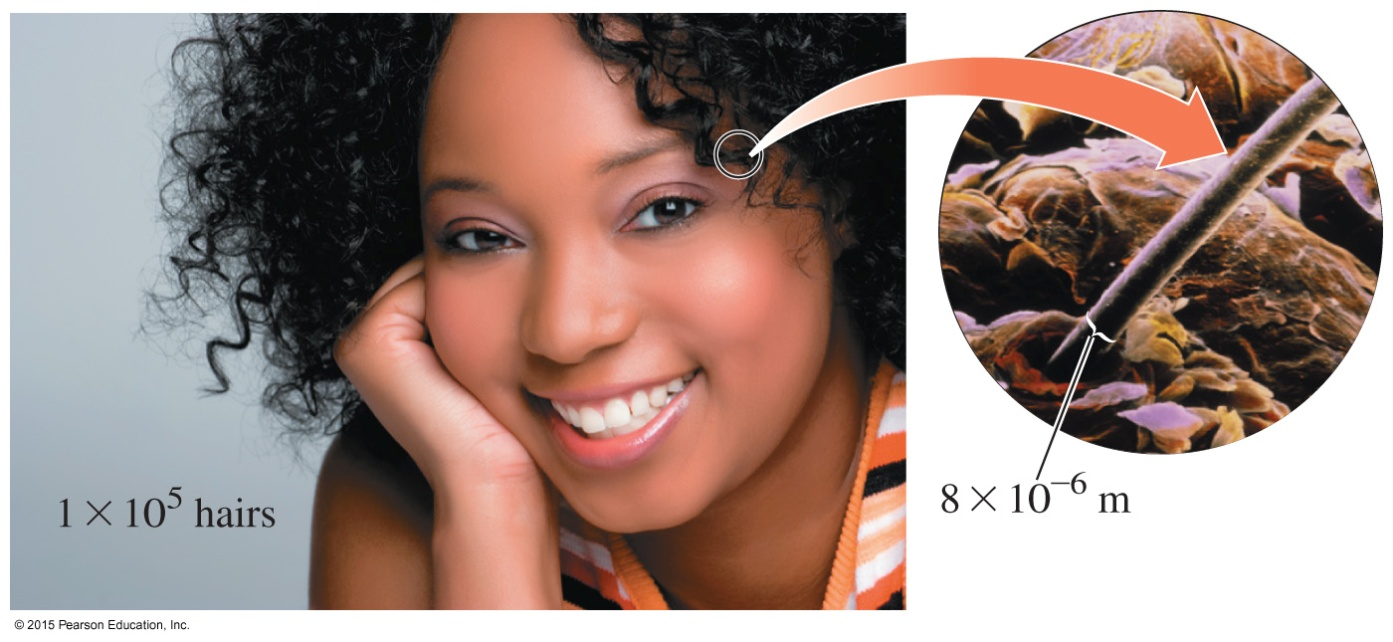 1 × 10⁵ hairs
8 × 10⁻⁶ m
© 2015 Pearson Education, Inc.